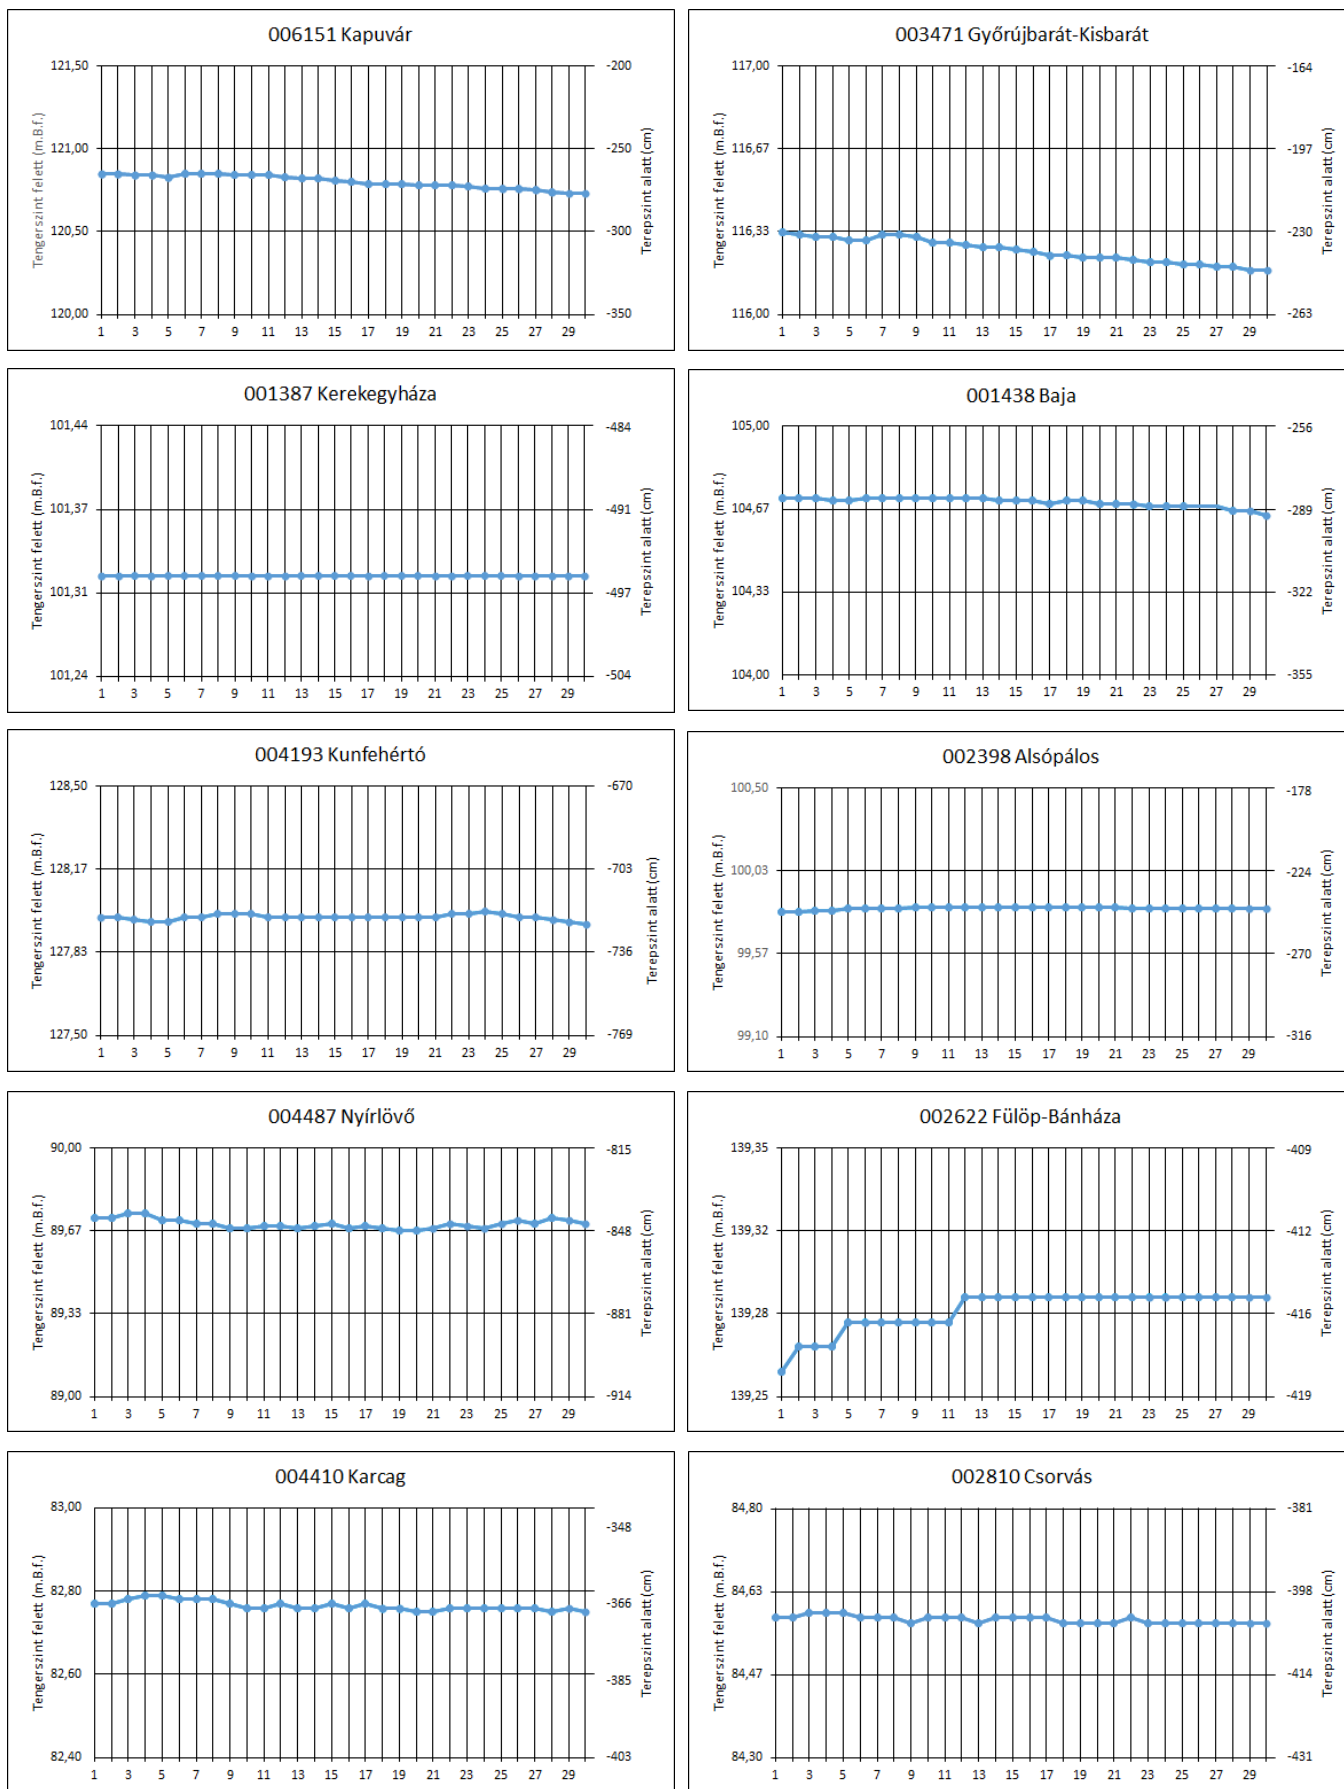 006151 Kapuvár
Tengerszint felett (m.B.f.)
121,50
121,00
120,50
120,00
-200
-250
-300
-350
Terepszint alatt (cm)
1 3 5 7 9 11 13 15 17 19 21 23 25 27 29
003471 Győrújbarát-Kisbarát
Tengerszint felett (m.B.f.)
117,00
116,67
116,33
116,00
-164
-197
-230
-263
Terepszint alatt (cm)
1 3 5 7 9 11 13 15 17 19 21 23 25 27 29
001387 Kerekegyháza
Tengerszint felett (m.B.f.)
101,44
101,37
101,31
101,24
-484
-491
-497
-504
Terepszint alatt (cm)
1 3 5 7 9 11 13 15 17 19 21 23 25 27 29
001438 Baja
Tengerszint felett (m.B.f.)
105,00
104,67
104,33
104,00
-256
-289
-322
-355
Terepszint alatt (cm)
1 3 5 7 9 11 13 15 17 19 21 23 25 27 29
004193 Kunfehértó
Tengerszint felett (m.B.f.)
128,50
128,17
127,83
127,50
-670
-703
-736
-769
Terepszint alatt (cm)
1 3 5 7 9 11 13 15 17 19 21 23 25 27 29
002398 Alsópálos
Tengerszint felett (m.B.f.)
100,50
100,03
99,57
99,10
-178
-224
-270
-316
Terepszint alatt (cm)
1 3 5 7 9 11 13 15 17 19 21 23 25 27 29
004487 Nyírlövő
Tengerszint felett (m.B.f.)
90,00
89,67
89,33
89,00
-815
-848
-881
-914
Terepszint alatt (cm)
1 3 5 7 9 11 13 15 17 19 21 23 25 27 29
002622 Fülöp-Bánháza
Tengerszint felett (m.B.f.)
139,35
139,32
139,28
139,25
-409
-412
-416
-419
Terepszint alatt (cm)
1 3 5 7 9 11 13 15 17 19 21 23 25 27 29
004410 Karcag
Tengerszint felett (m.B.f.)
83,00
82,80
82,60
82,40
-348
-366
-385
-403
Terepszint alatt (cm)
1 3 5 7 9 11 13 15 17 19 21 23 25 27 29
002810 Csorvás
Tengerszint felett (m.B.f.)
84,80
84,63
84,47
84,30
-381
-398
-414
-431
Terepszint alatt (cm)
1 3 5 7 9 11 13 15 17 19 21 23 25 27 29